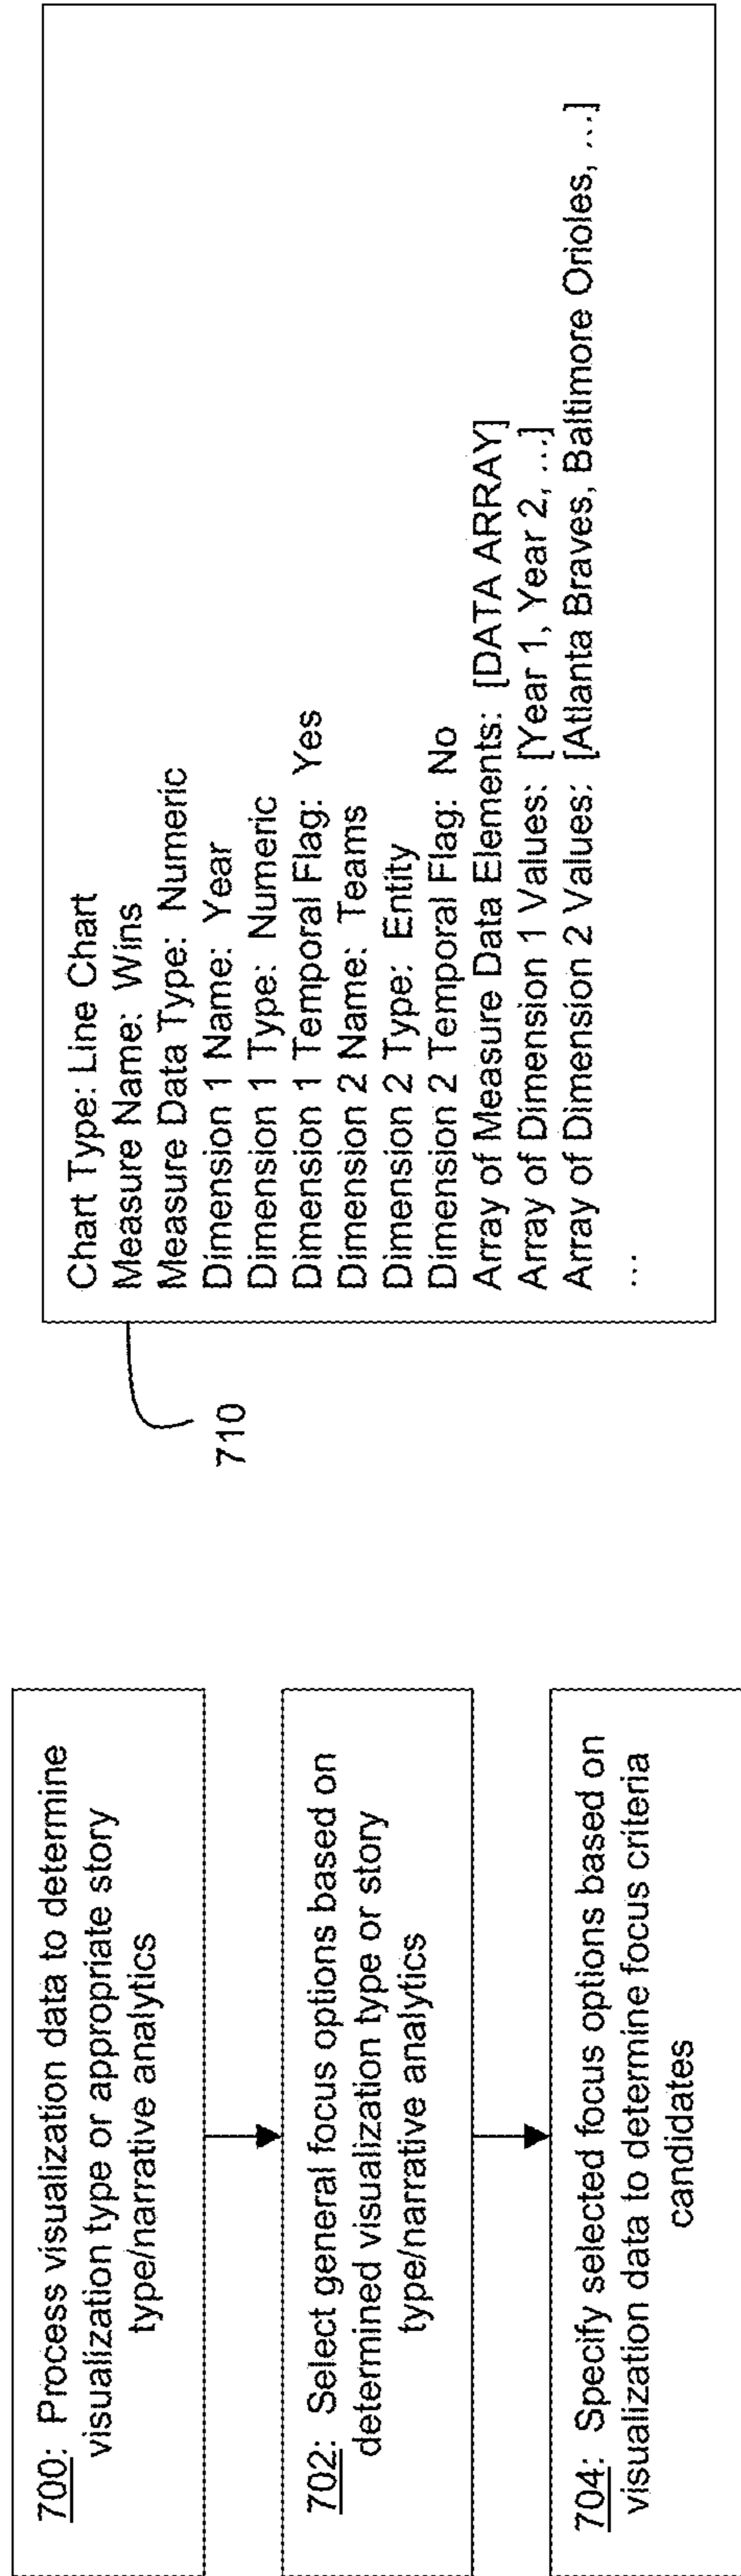 700: Process visualization data to determine
visualization type or appropriate story
type/narrative analytics
702: Select general focus options based on
determined visualization type or story
type/narrative analytics
704: Specify selected focus options based on
visualization data to determine focus criteria
candidates
Chart Type: Line Chart
Measure Name: Wins
Measure Data Type: Numeric
Dimension 1 Name: Year
Dimension 1 Type: Numeric
Dimension 1 Temporal Flag: Yes
Dimension 2 Name: Teams
Dimension 2 Type: Entity
Dimension 2 Temporal Flag: No
Array of Measure Data Elements: [DATA ARRAY]
Array of Dimension 1 Values: [Year 1, Year 2, ...]
Array of Dimension 2 Values: [Atlanta Braves, Baltimore Orioles, ...]
...
710